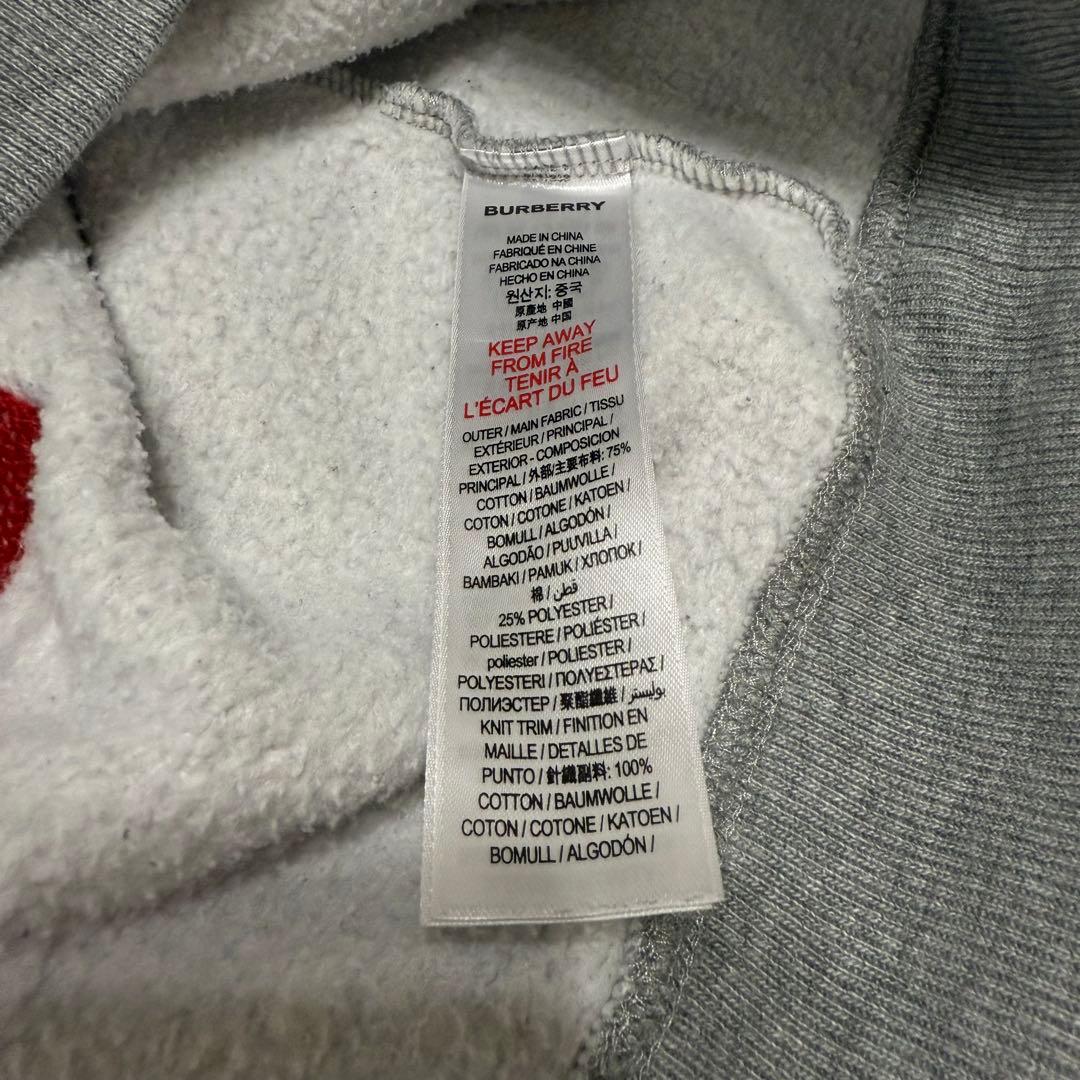 BURBERRY
MADE IN CHINA
FABRIQUÉ EN CHINE
FABRICADO NA CHINA
HECHO EN CHINA
원산지: 중국
原產地 中國
原产地 中国
KEEP AWAY
FROM FIRE
TENIR À
L'ÉCART DU FEU
OUTER / MAIN FABRIC / TISSU
EXTÉRIEUR / PRINCIPAL /
EXTERIOR - COMPOSICION
PRINCIPAL / 外部/主要布料: 75%
COTTON / BAUMWOLLE /
COTON / COTONE / KATOEN /
BOMULL / ALGODÓN /
ALGODÃO / PUUVILLA /
BAMBAKI / PAMUK / ХЛОПОК /
棉 / قطن /
25% POLYESTER /
POLIESTERE / POLIÉSTER /
poliester / POLIESTER /
POLYESTERI / ΠΟΛΥΕΣΤΕΡΑΣ /
ПОЛИЭСТЕР / 聚酯纖維 / بوليستر /
KNIT TRIM / FINITION EN
MAILLE / DETALLES DE
PUNTO / 針織副料: 100%
COTTON / BAUMWOLLE /
COTON / COTONE / KATOEN /
BOMULL / ALGODÓN /